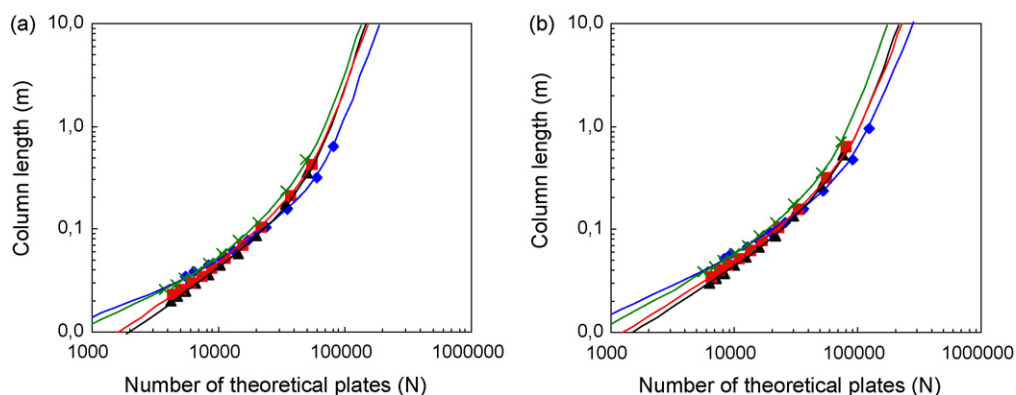 (a)
10,0
1,0
0,1
0,0
Column length (m)
1000
10000
100000
1000000
Number of theoretical plates (N)
(b)
10,0
1,0
0,1
0,0
Column length (m)
1000
10000
100000
1000000
Number of theoretical plates (N)